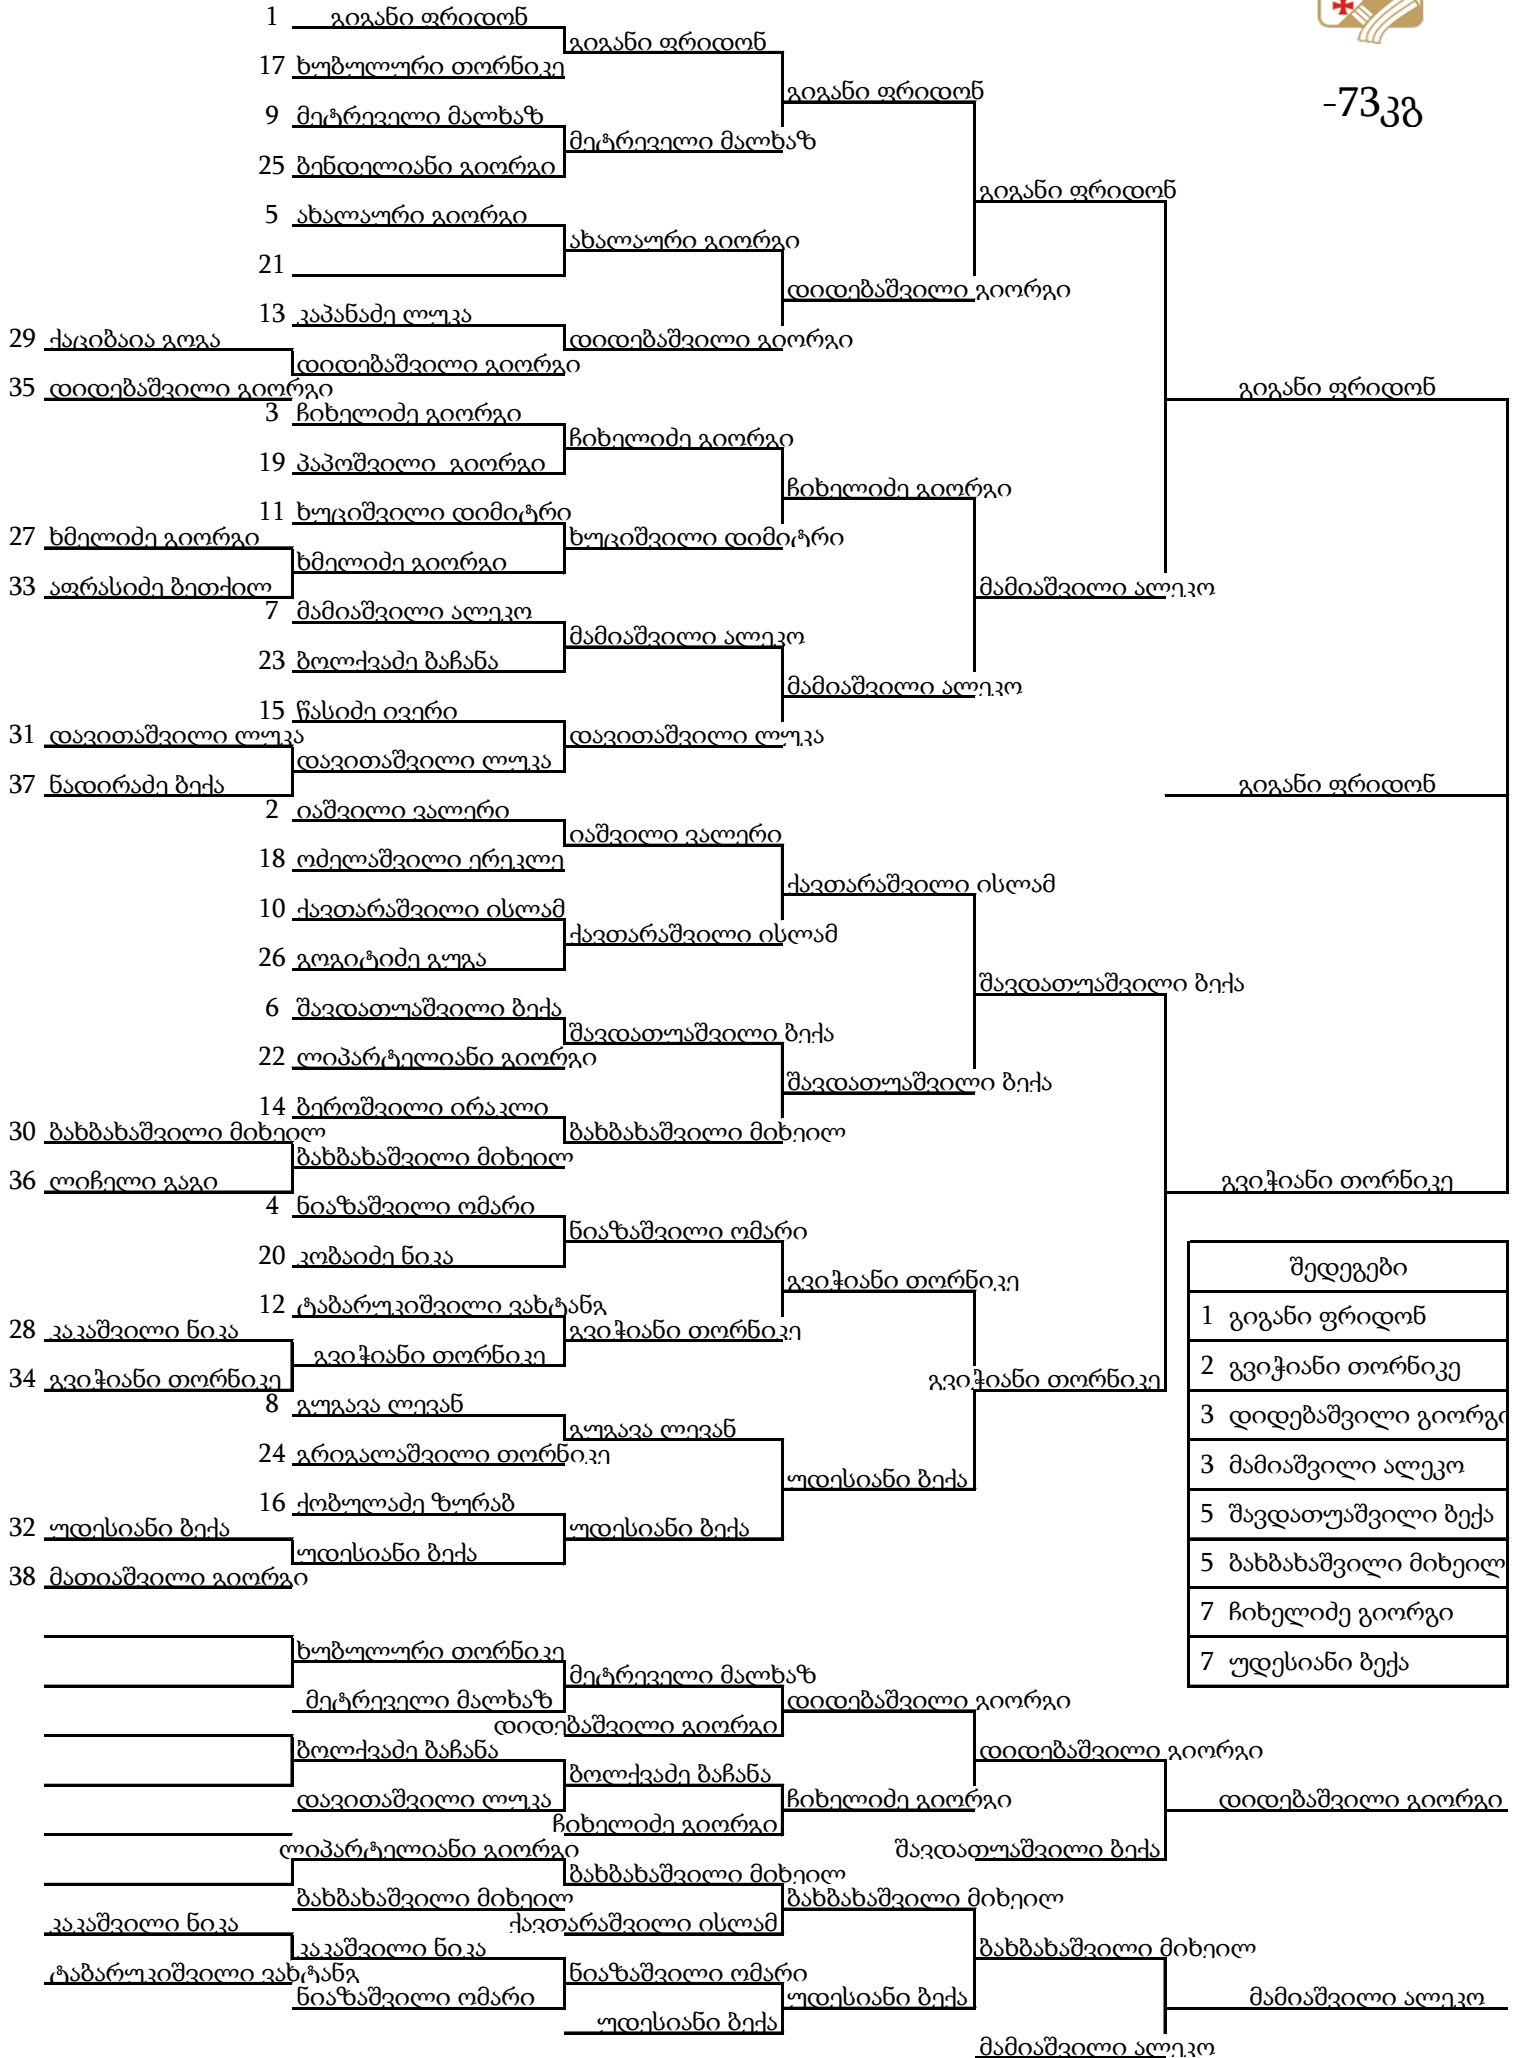 1 გიგანი ფრიდონ
გიგანი ფრიდონ
17 ხუბულური თორნიკე
გიგანი ფრიდონ
-73კგ
9 მეტრეველი მალხაზ
მეტრეველი მალხაზ
25 ბენდელიანი გიორგი
გიგანი ფრიდონ
5 ახალაური გიორგი
ახალაური გიორგი
21
დიდებაშვილი გიორგი
13 კაპანაძე ლუკა
29 ქაციბაია გოგა
დიდებაშვილი გიორგი
დიდებაშვილი გიორგი
35 დიდებაშვილი გიორგი
გიგანი ფრიდონ
3 ჩიხელიძე გიორგი
ჩიხელიძე გიორგი
19 პაპოშვილი გიორგი
ჩიხელიძე გიორგი
11 ხუციშვილი დიმიტრი
27 ხმელიძე გიორგი
ხუციშვილი დიმიტრი
ხმელიძე გიორგი
33 აფრასიძე ბეთქილ
მამიაშვილი ალეკო
7 მამიაშვილი ალეკო
მამიაშვილი ალეკო
23 ბოლქვაძე ბაჩანა
მამიაშვილი ალეკო
15 წასიძე ივერი
31 დავითაშვილი ლუკა
დავითაშვილი ლუკა
დავითაშვილი ლუკა
37 ნადირაძე ბექა
გიგანი ფრიდონ
2 იაშვილი ვალერი
იაშვილი ვალერი
18 ოძელაშვილი ერეკლე
ქავთარაშვილი ისლამ
10 ქავთარაშვილი ისლამ
ქავთარაშვილი ისლამ
26 გოგიტიძე გუგა
შავდათუაშვილი ბექა
6 შავდათუაშვილი ბექა
შავდათუაშვილი ბექა
22 ლიპარტელიანი გიორგი
შავდათუაშვილი ბექა
14 ბეროშვილი ირაკლი
30 ბახბახაშვილი მიხეილ
ბახბახაშვილი მიხეილ
ბახბახაშვილი მიხეილ
36 ლიჩელი გაგი
გვიჭიანი თორნიკე
4 ნიაზაშვილი ომარი
ნიაზაშვილი ომარი
20 კობაიძე ნიკა
გვიჭიანი თორნიკე
შედეგები
12 ტაბარუკიშვილი ვახტანგ
1 გიგანი ფრიდონ
28 კაკაშვილი ნიკა
გვიჭიანი თორნიკე
გვიჭიანი თორნიკე
2 გვიჭიანი თორნიკე
34 გვიჭიანი თორნიკე
გვიჭიანი თორნიკე
8 გუგავა ლევან
3 დიდებაშვილი გიორგი
გუგავა ლევან
24 გრიგალაშვილი თორნიკე
3 მამიაშვილი ალეკო
უდესიანი ბექა
16 ქობულაძე ზურაბ
5 შავდათუაშვილი ბექა
32 უდესიანი ბექა
უდესიანი ბექა
უდესიანი ბექა
5 ბახბახაშვილი მიხეილ
38 მათიაშვილი გიორგი
7 ჩიხელიძე გიორგი
ხუბულური თორნიკე
7 უდესიანი ბექა
მეტრეველი მალხაზ
მეტრეველი მალხაზ
დიდებაშვილი გიორგი
დიდებაშვილი გიორგი
ბოლქვაძე ბაჩანა
დიდებაშვილი გიორგი
ბოლქვაძე ბაჩანა
დავითაშვილი ლუკა
ჩიხელიძე გიორგი
დიდებაშვილი გიორგი
ჩიხელიძე გიორგი
ლიპარტელიანი გიორგი
შავდათუაშვილი ბექა
ბახბახაშვილი მიხეილ
ბახბახაშვილი მიხეილ
ბახბახაშვილი მიხეილ
კაკაშვილი ნიკა
ქავთარაშვილი ისლამ
კაკაშვილი ნიკა
ბახბახაშვილი მიხეილ
ტაბარუკიშვილი ვახტანგ
ნიაზაშვილი ომარი
ნიაზაშვილი ომარი
უდესიანი ბექა
მამიაშვილი ალეკო
უდესიანი ბექა
მამიაშვილი ალეკო